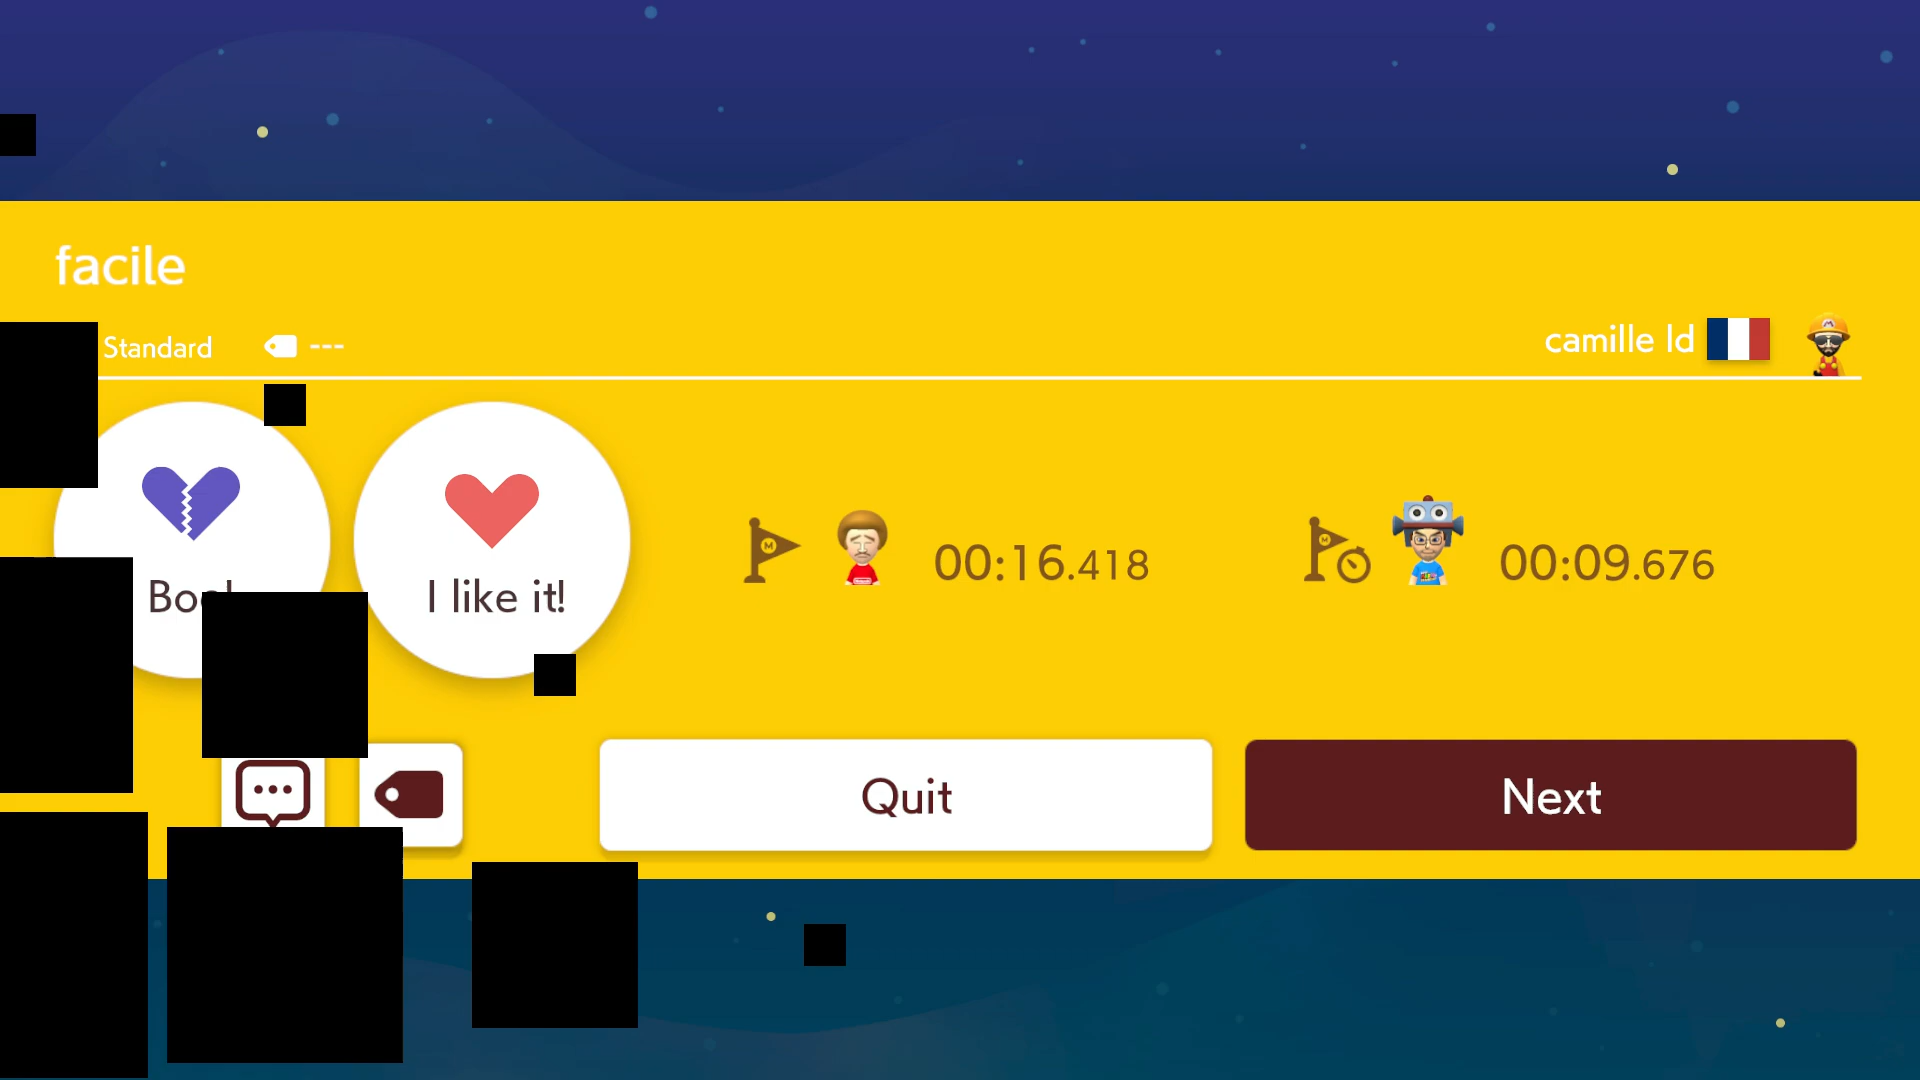 facile
Standard
---
camille ld
I like it!
00:16.418
00:09.676
Quit
Next